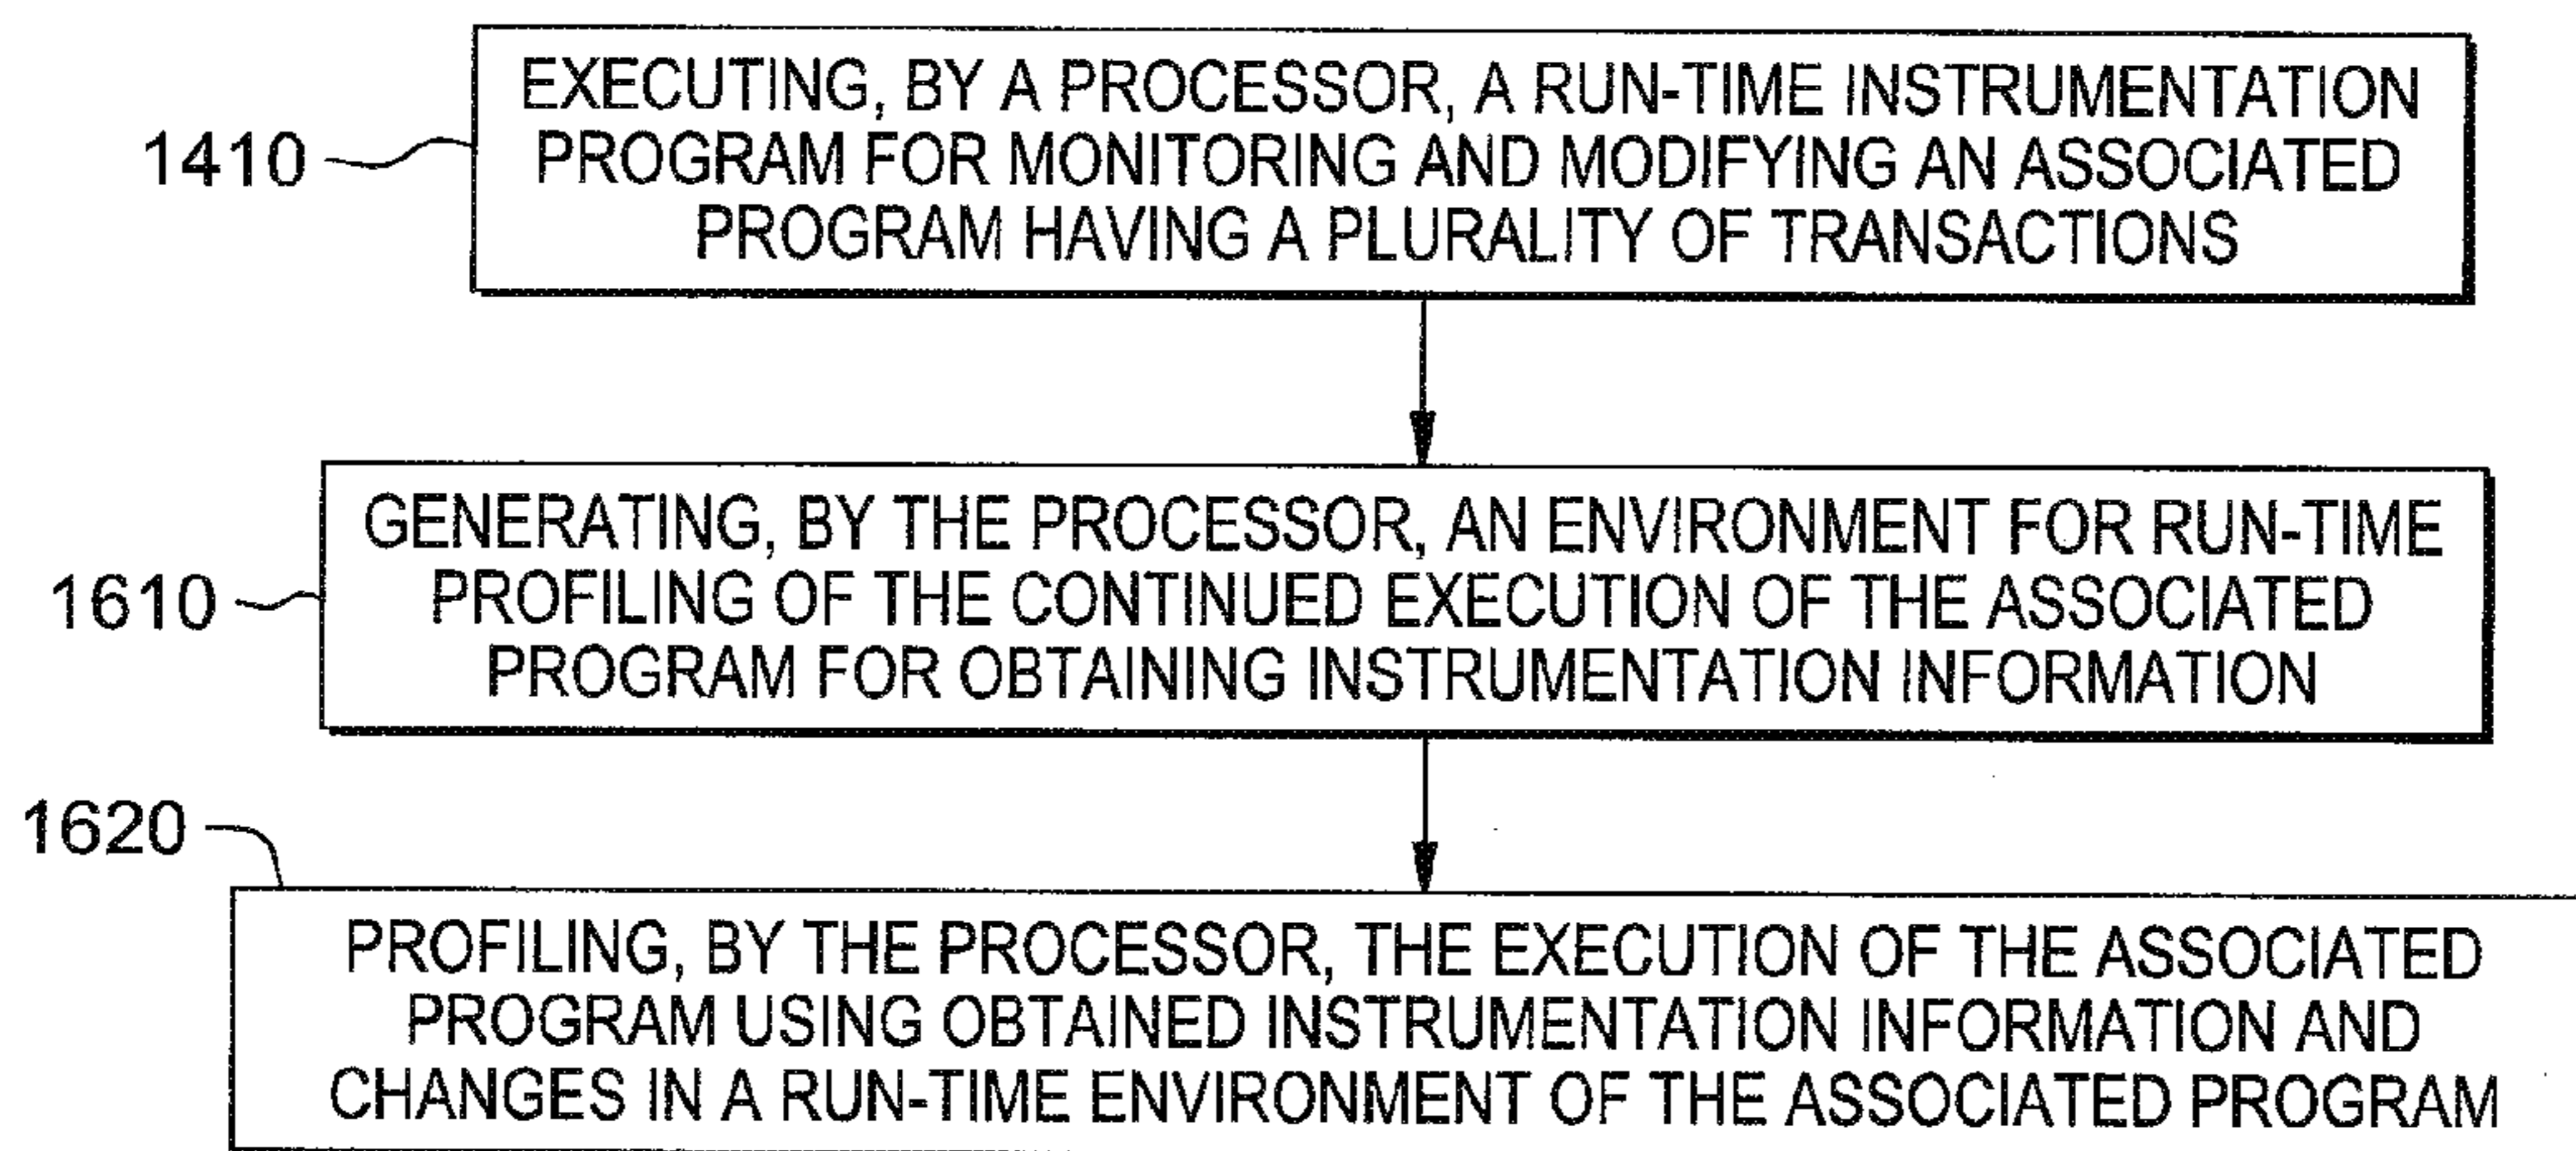 EXECUTING, BY A PROCESSOR, A RUN-TIME INSTRUMENTATION
PROGRAM FOR MONITORING AND MODIFYING AN ASSOCIATED
PROGRAM HAVING A PLURALITY OF TRANSACTIONS
1410
GENERATING, BY THE PROCESSOR, AN ENVIRONMENT FOR RUN-TIME
PROFILING OF THE CONTINUED EXECUTION OF THE ASSOCIATED
PROGRAM FOR OBTAINING INSTRUMENTATION INFORMATION
1610
1620
PROFILING, BY THE PROCESSOR, THE EXECUTION OF THE ASSOCIATED
PROGRAM USING OBTAINED INSTRUMENTATION INFORMATION AND
CHANGES IN A RUN-TIME ENVIRONMENT OF THE ASSOCIATED PROGRAM